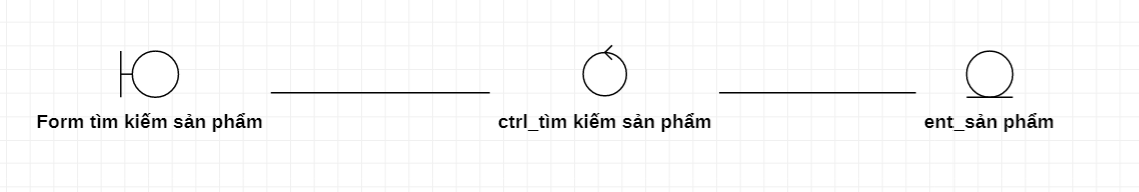 Form tìm kiếm sản phẩm
ctrl_tìm kiếm sản phẩm
ent_sản phẩm